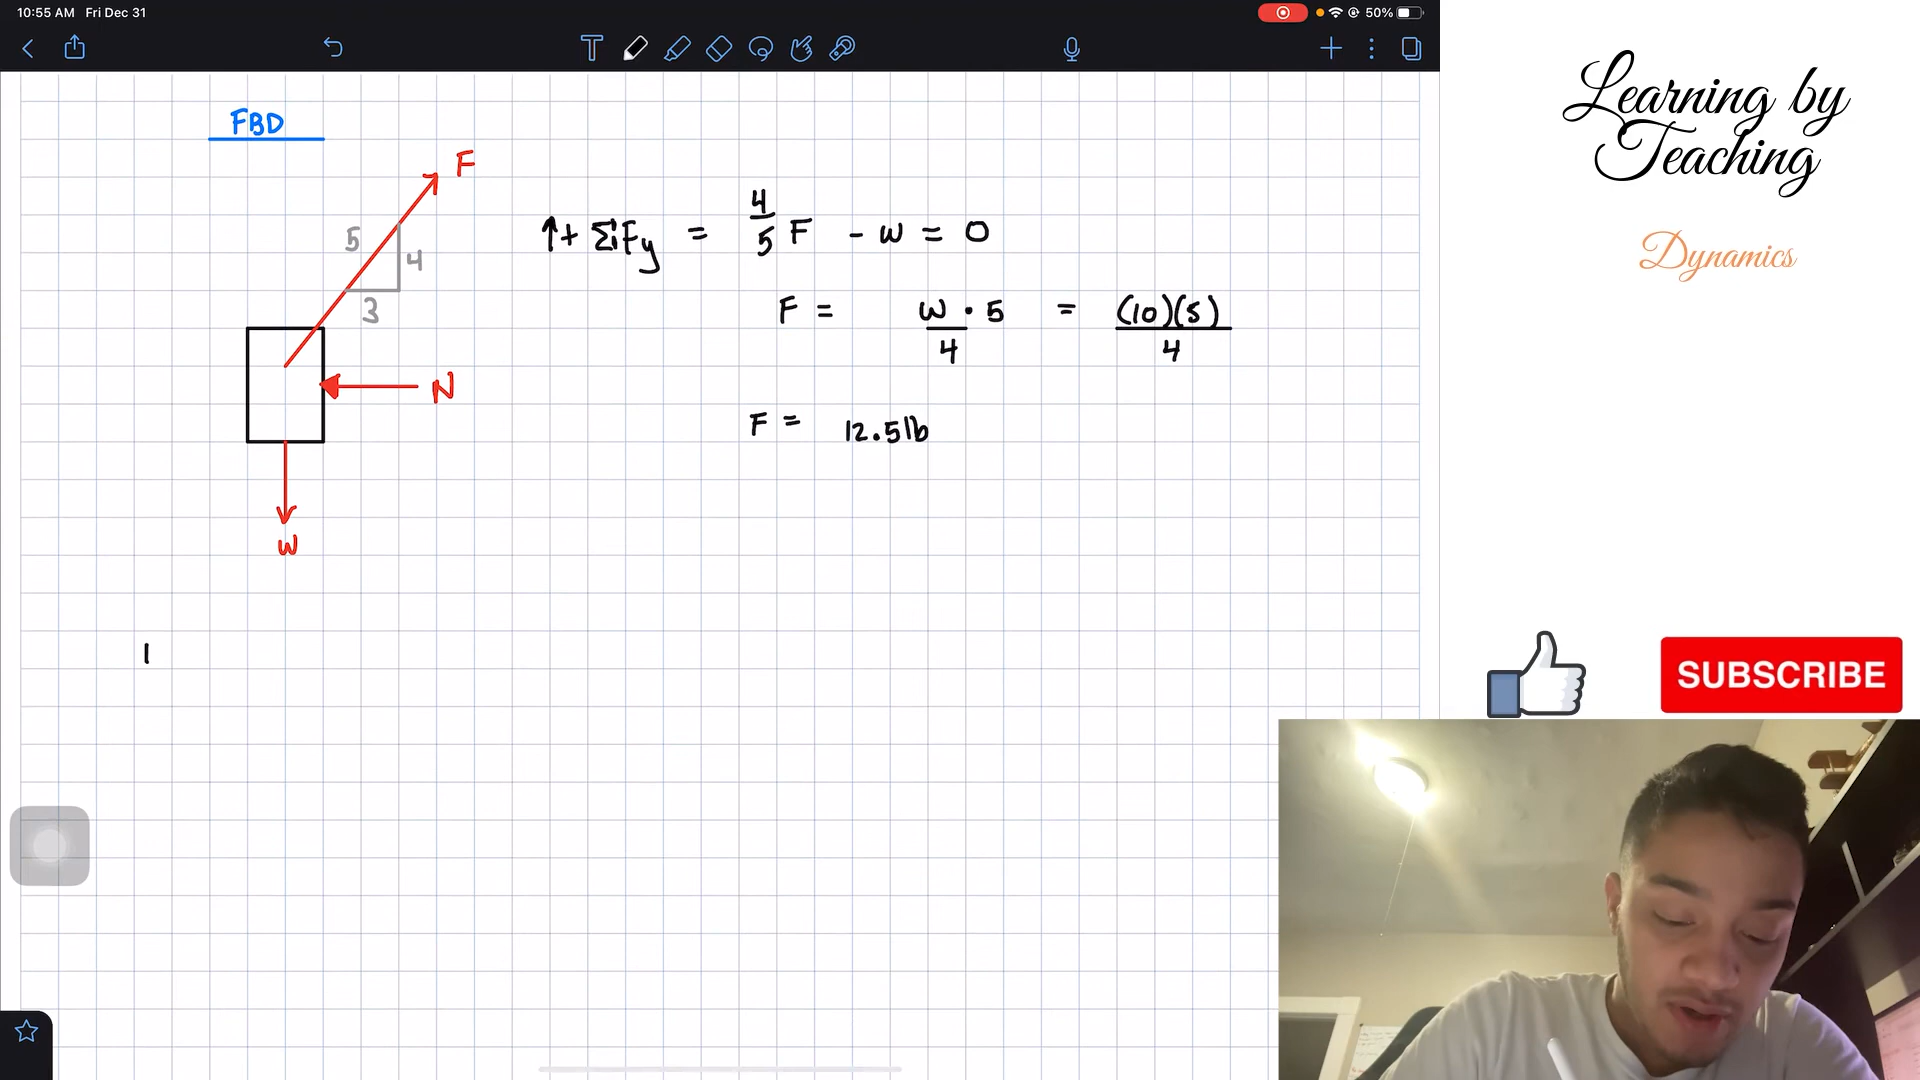 10:55 AM Fri Dec 31
50%
FBD
F
5
4
3
N
W
↑+ ΣFy = 4/5 F - w = 0
F = w · 5 / 4 = (10)(5) / 4
F = 12.5lb
Learning by
Teaching
Dynamics
SUBSCRIBE